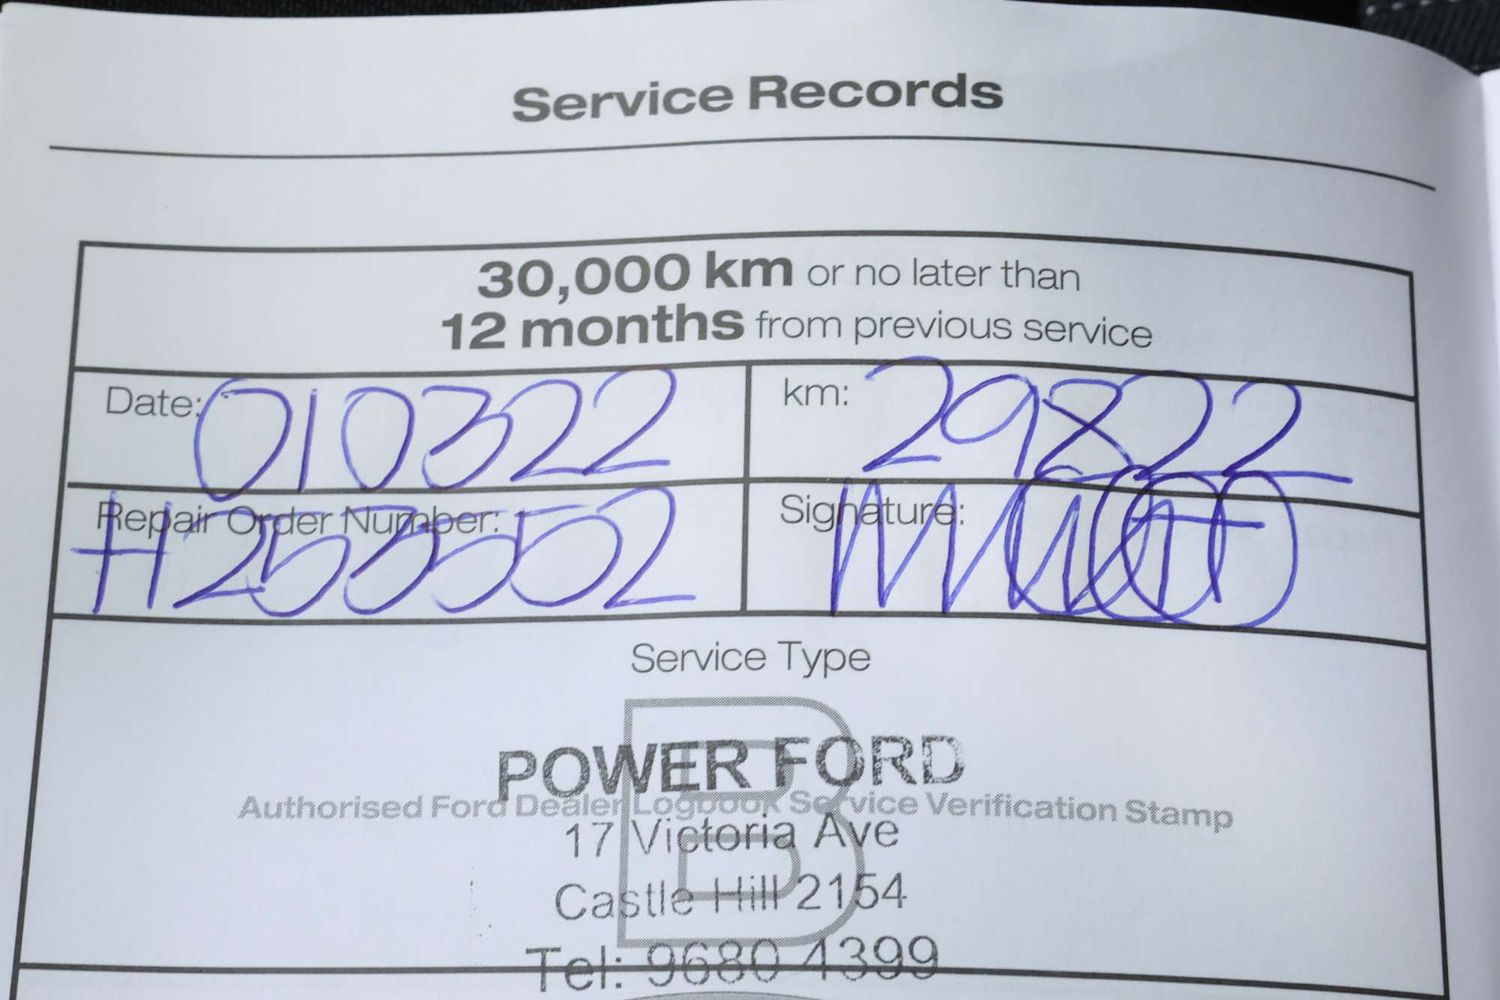 Service Records
30,000 km or no later than
12 months from previous service
Date: 010322
km: 29822
Repair Order Number:
H253552
Signature:
Service Type
B
POWER FORD
Authorised Ford Dealer Logbook Service Verification Stamp
17 Victoria Ave
Castle Hill 2154
Tel: 9680 4399